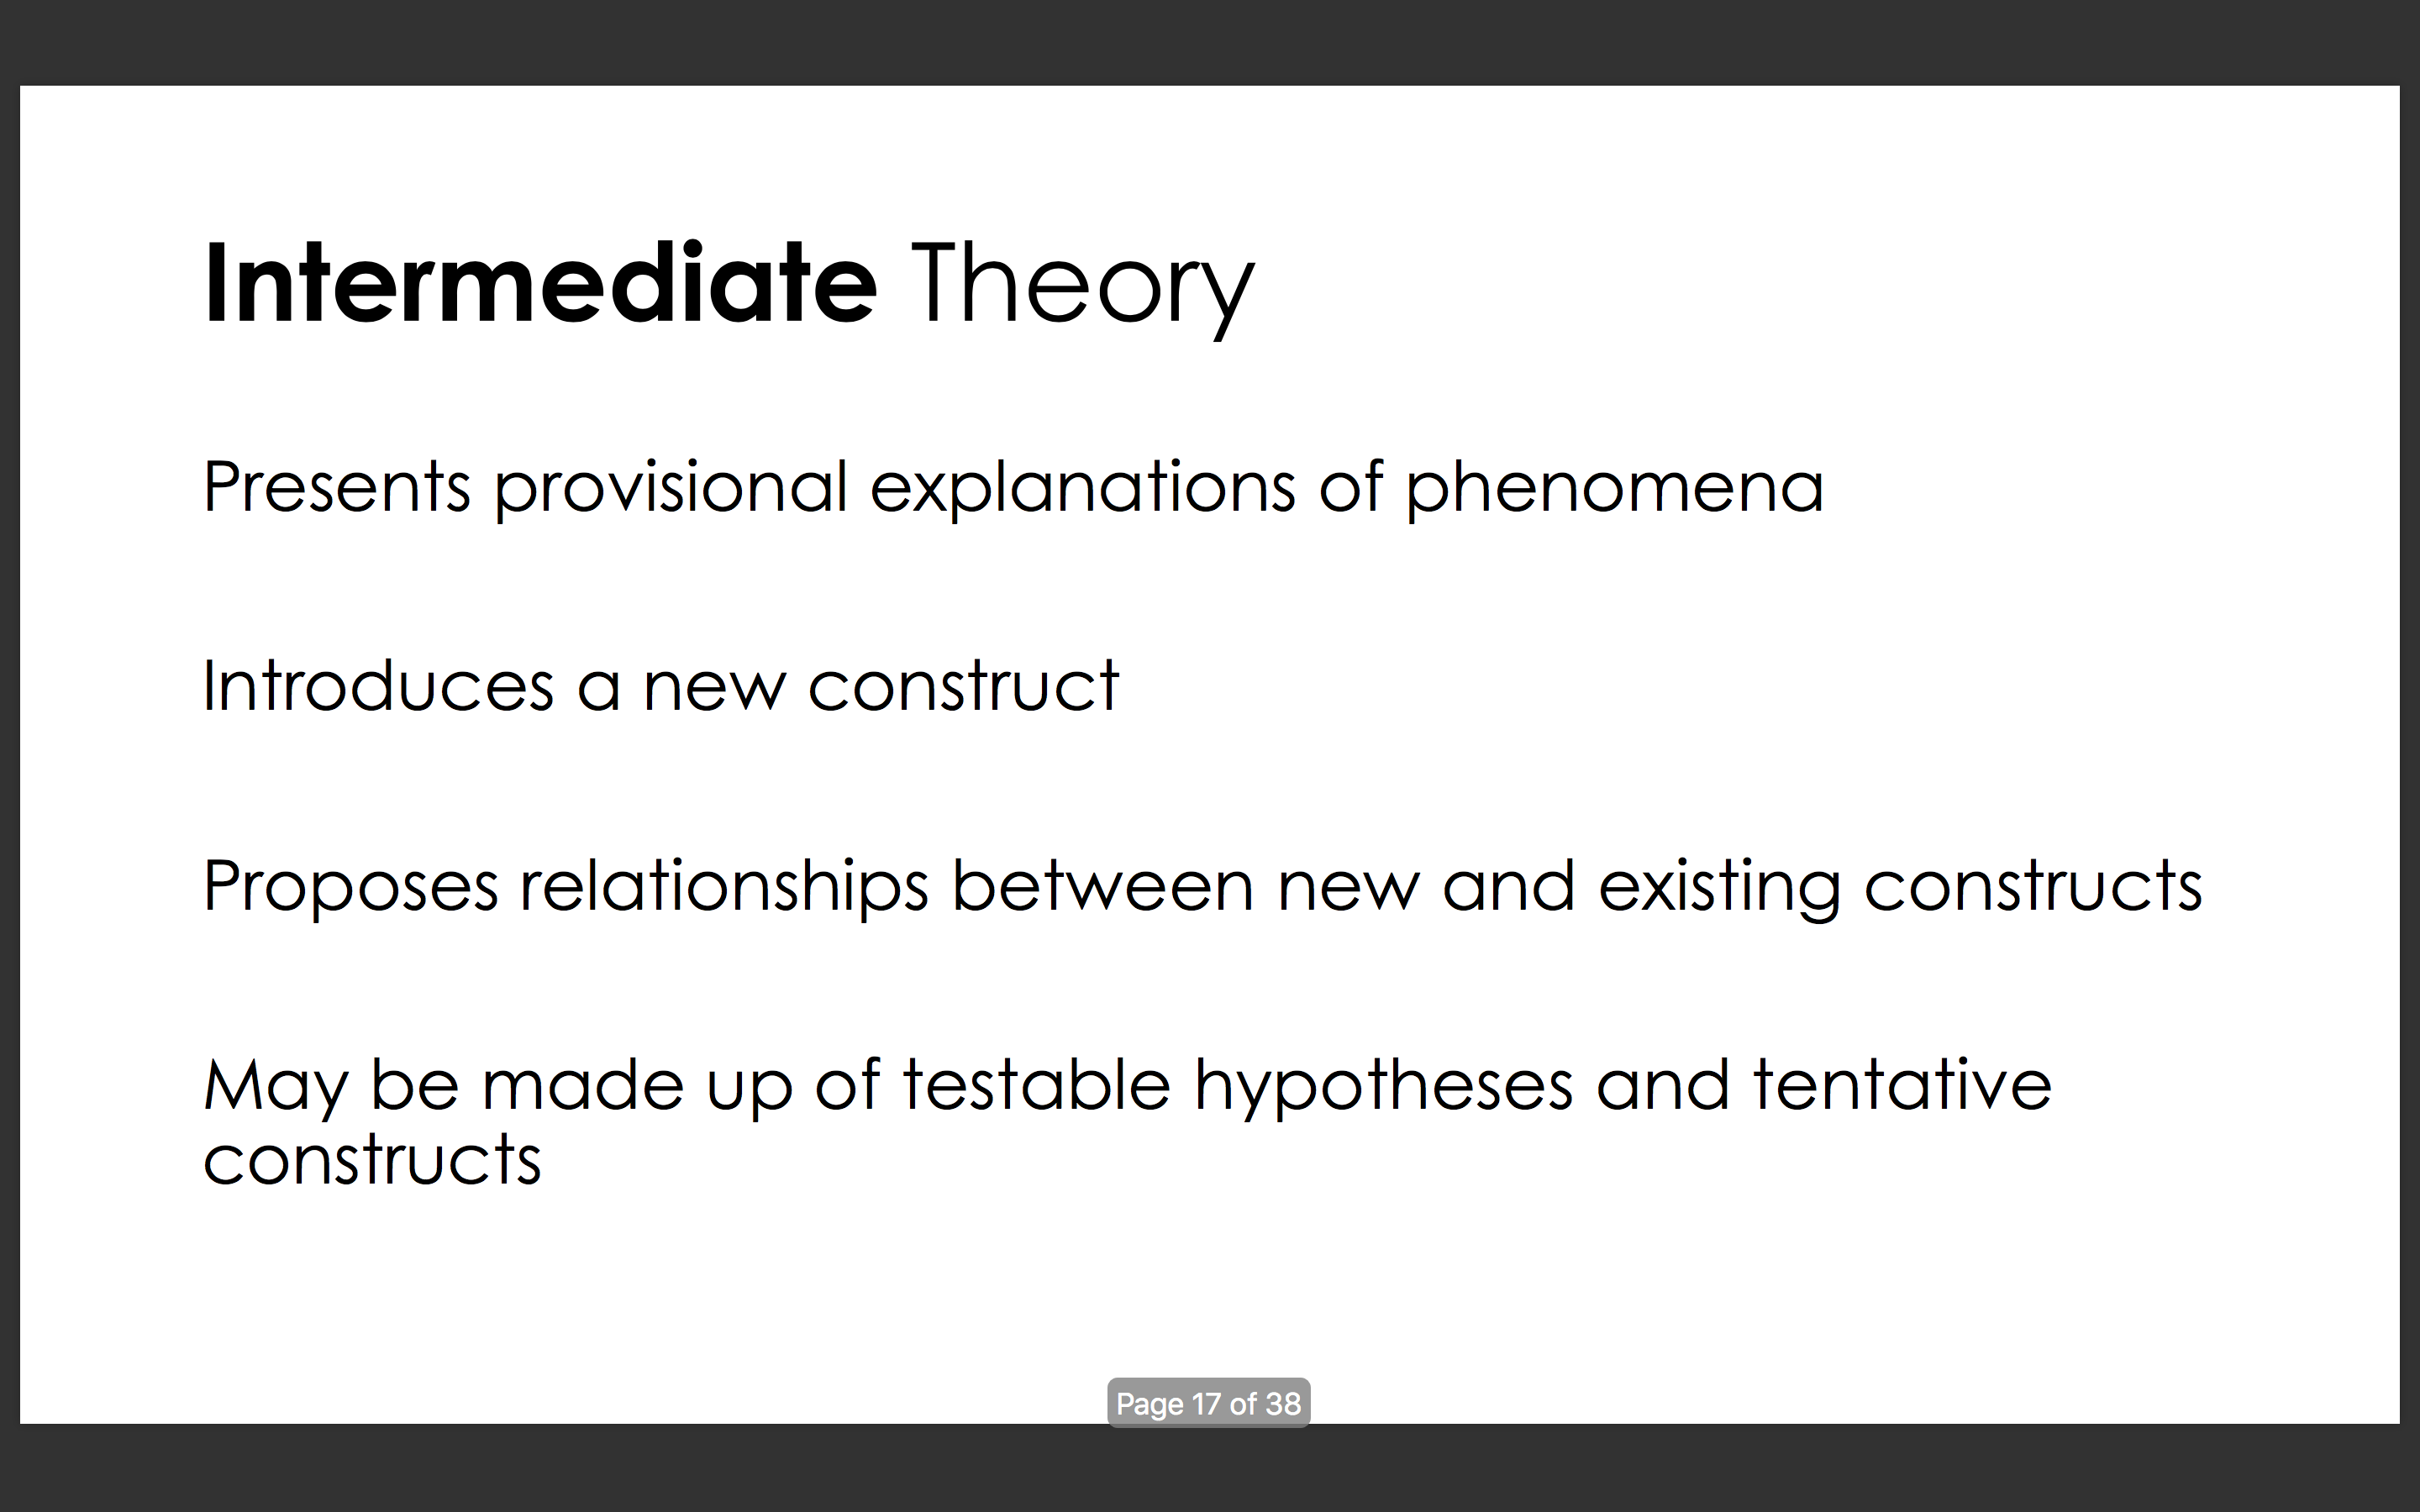 Intermediate Theory
Presents provisional explanations of phenomena
Introduces a new construct
Proposes relationships between new and existing constructs
May be made up of testable hypotheses and tentative
constructs
Page 17 of 38